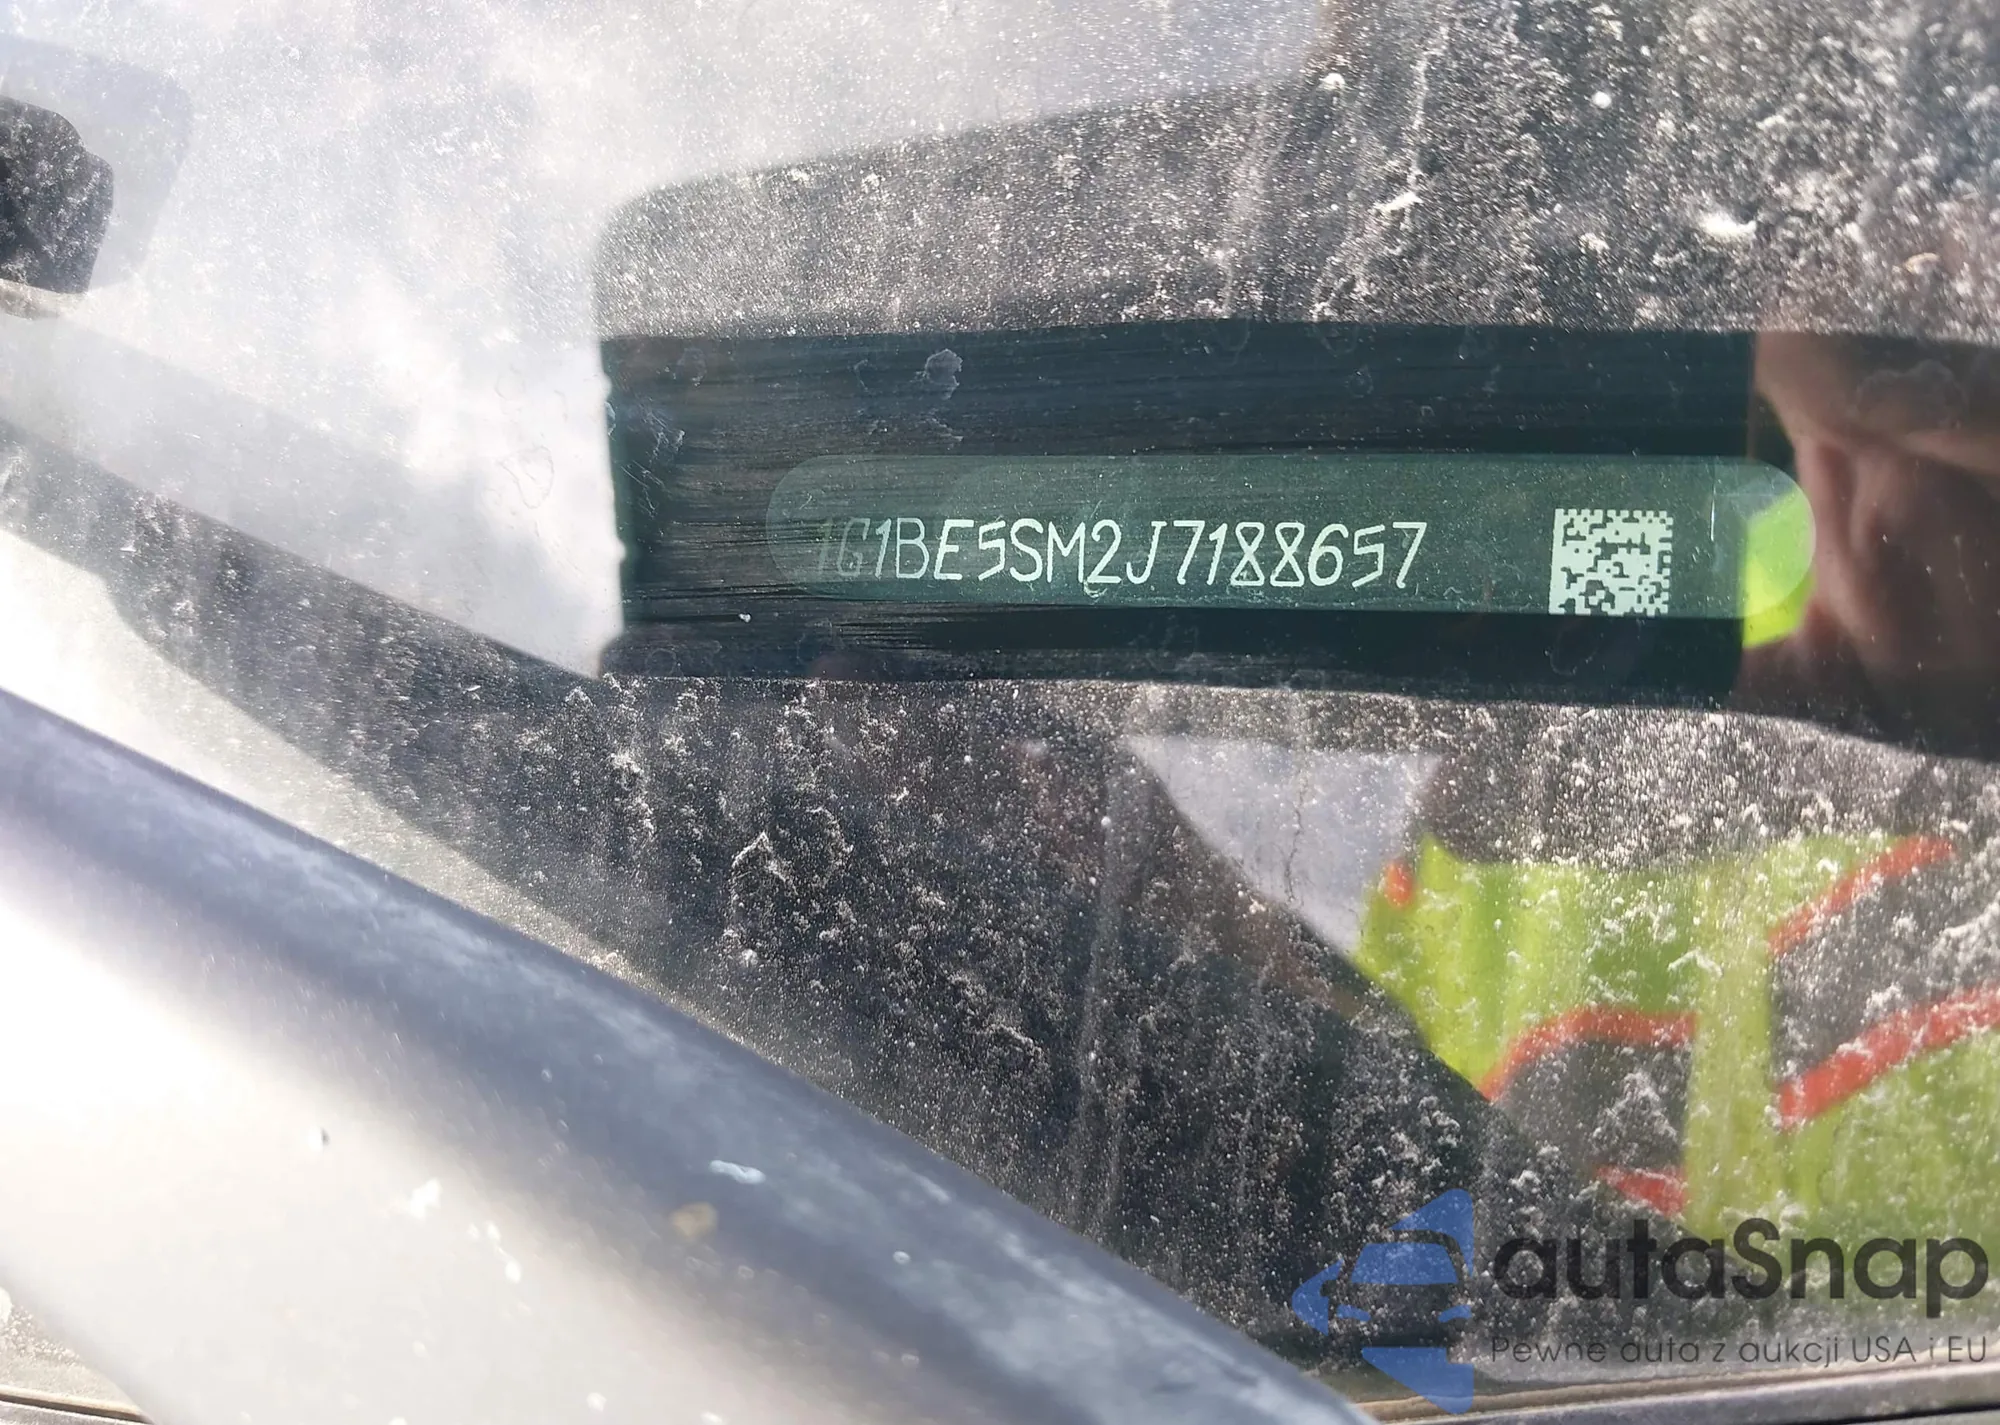 1G1BE5SM2J7188657
autaSnap
Pewne auta z aukcji USA i EU